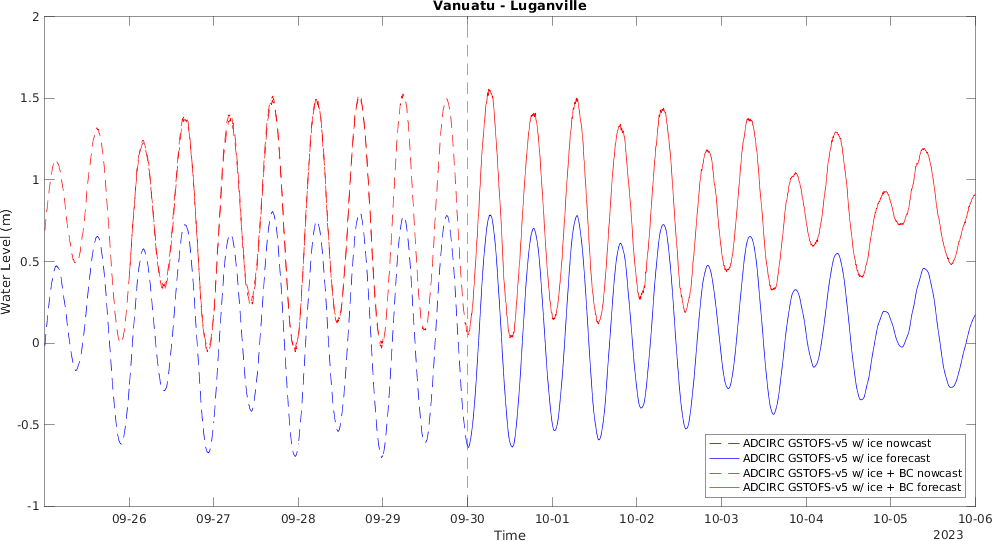 Vanuatu - Luganville
2
1.5
1
0.5
0
-0.5
-1
Water Level (m)
ADCIRC GSTOFS-v5 w/ ice nowcast
ADCIRC GSTOFS-v5 w/ ice forecast
ADCIRC GSTOFS-v5 w/ ice + BC nowcast
ADCIRC GSTOFS-v5 w/ ice + BC forecast
09-26 09-27 09-28 09-29 09-30 10-01 10-02 10-03 10-04 10-05 10-06
Time
2023